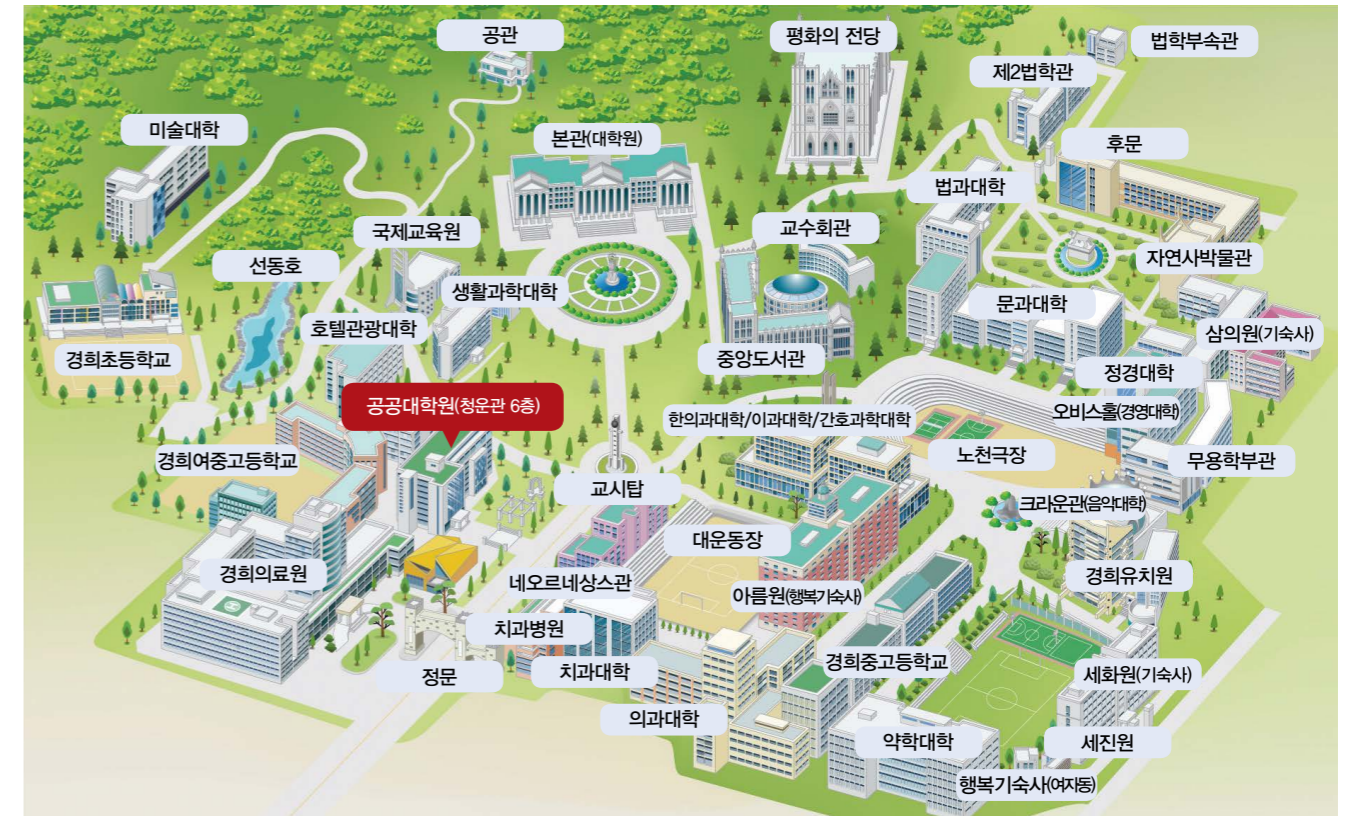 공관
평화의 전당
법학부속관
제2법학관
미술대학
본관(대학원)
후문
법과대학
국제교육원
교수회관
선동호
자연사박물관
생활과학대학
문과대학
호텔관광대학
삼의원(기숙사)
경희초등학교
중앙도서관
정경대학
공공대학원(청운관 6층)
오비스홀(경영대학)
한의과대학/이과대학/간호과학대학
경희여중고등학교
노천극장
무용학부관
교시탑
크라운관(음악대학)
대운동장
경희의료원
네오르네상스관
경희유치원
아름원(행복기숙사)
치과병원
경희중고등학교
정문
치과대학
세화원(기숙사)
의과대학
약학대학
세진원
행복기숙사(여자동)